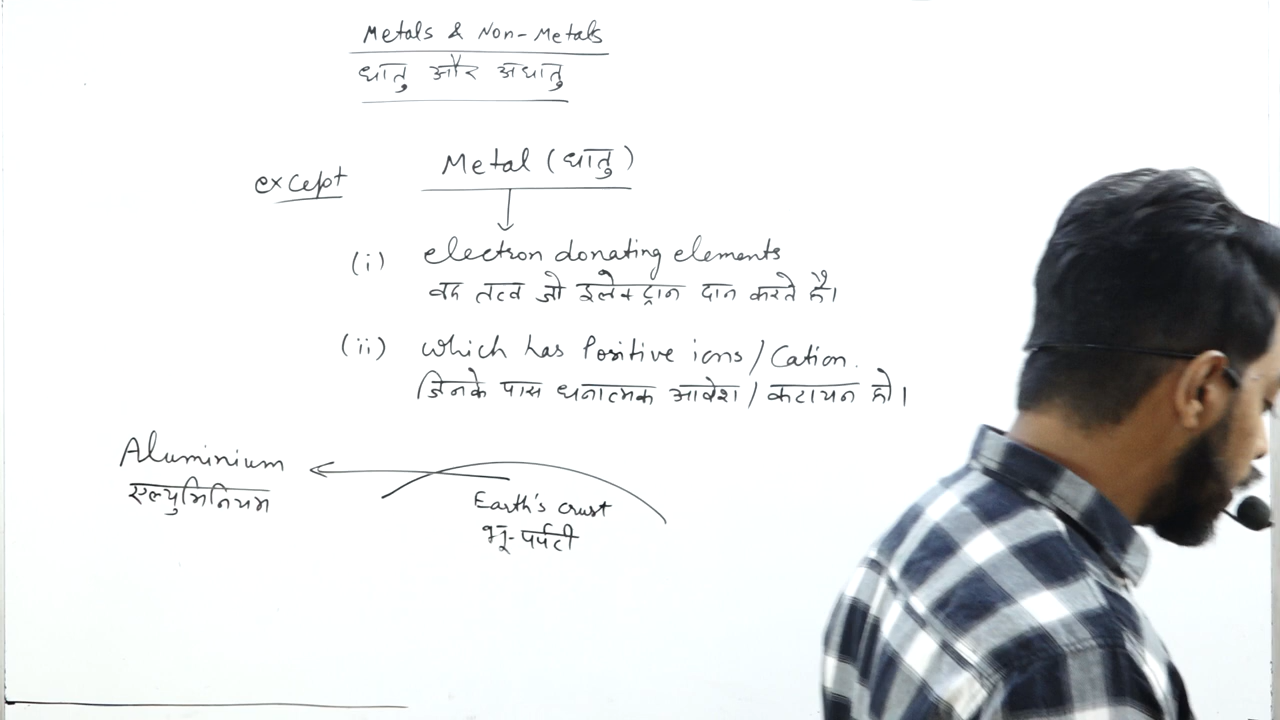 Metals & Non-Metals
धातु और अधातु
except
Metal (धातु)
(i) electron donating elements
वह तत्व जो इलेक्ट्रान दान करते हैं।
(ii) which has Positive ions / Cation.
जिनके पास धनात्मक आवेश / कटायन हो।
Aluminium
एल्युमिनियम
Earth's crust
भू-पर्पटी